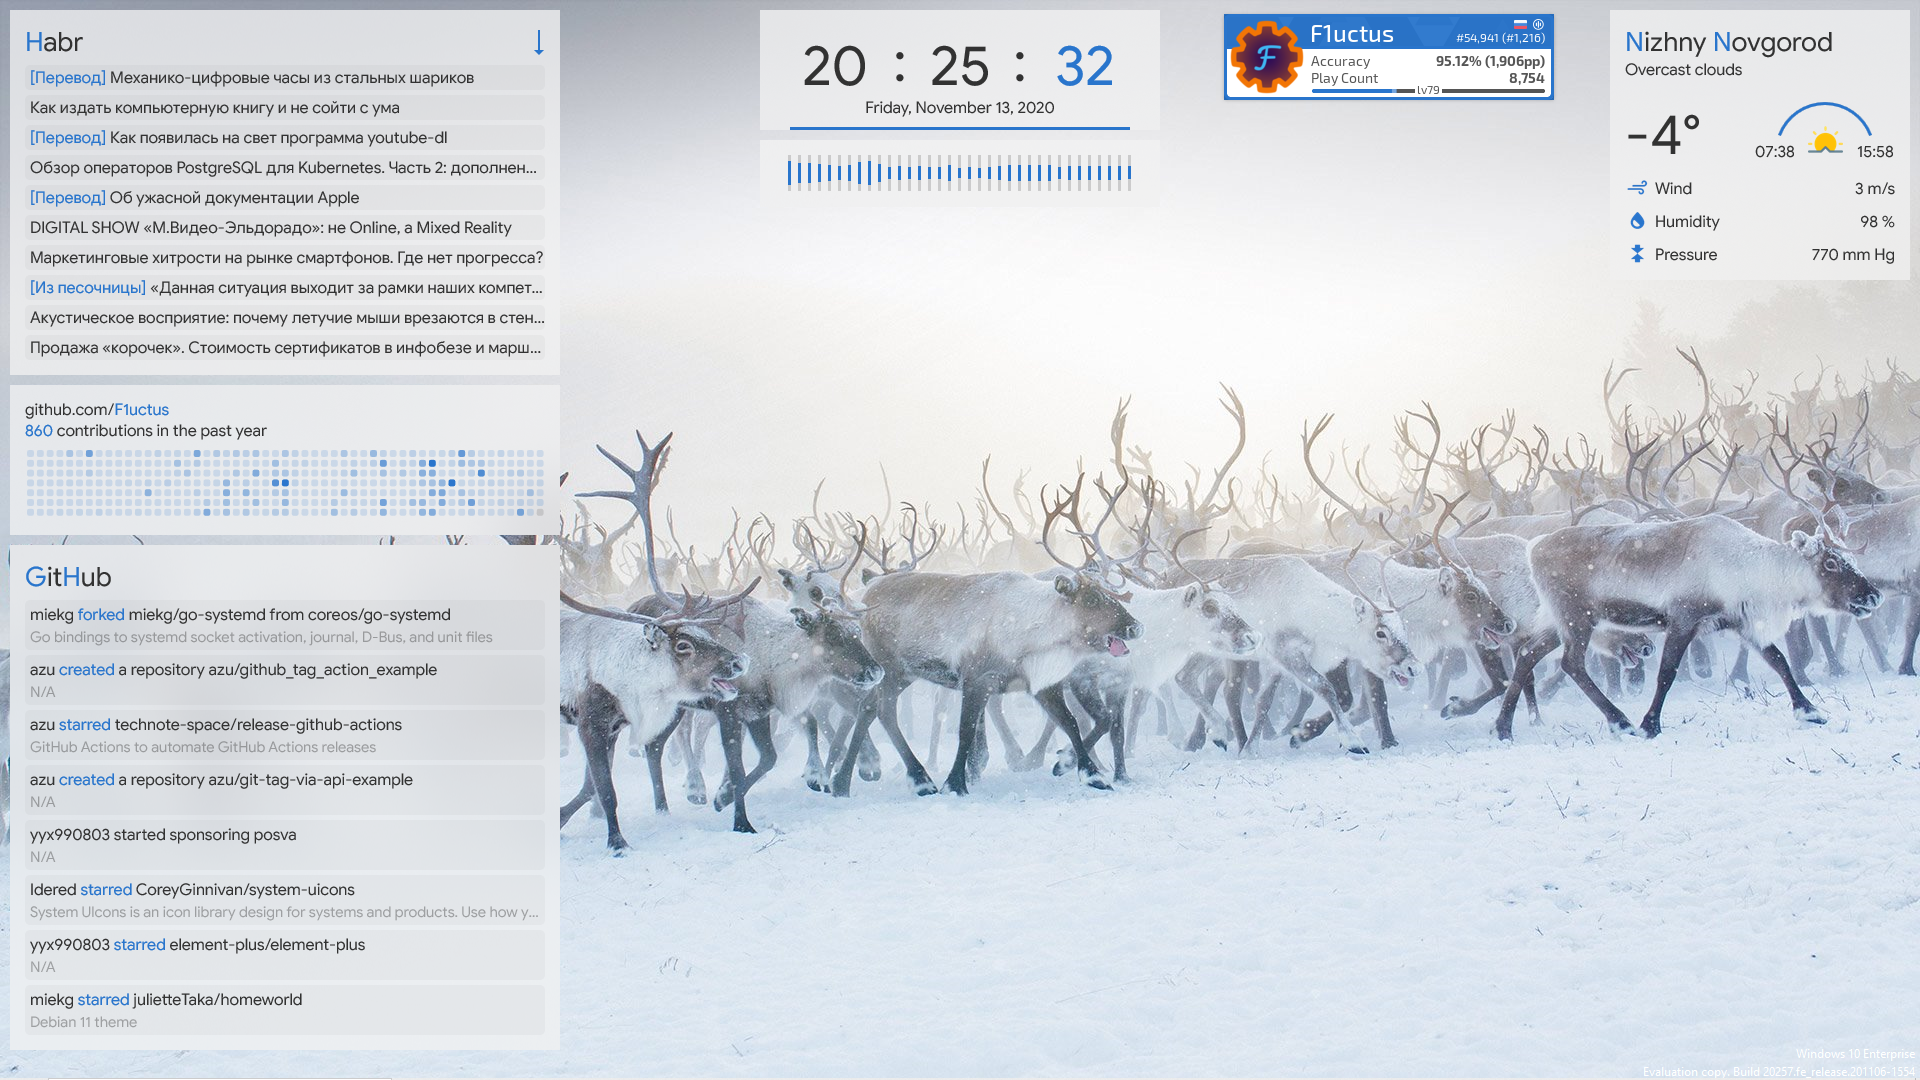 Habr
[Перевод] Механико-цифровые часы из стальных шариков
Как издать компьютерную книгу и не сойти с ума
[Перевод] Как появилась на свет программа youtube-dl
Обзор операторов PostgreSQL для Kubernetes. Часть 2: дополнен...
[Перевод] Об ужасной документации Apple
DIGITAL SHOW «М.Видео-Эльдорадо»: не Online, а Mixed Reality
Маркетинговые хитрости на рынке смартфонов. Где нет прогресса?
[Из песочницы] «Данная ситуация выходит за рамки наших компет...
Акустическое восприятие: почему летучие мыши врезаются в стен...
Продажа «корочек». Стоимость сертификатов в инфобезе и марш...
github.com/F1uctus
860 contributions in the past year
GitHub
miekg forked miekg/go-systemd from coreos/go-systemd
Go bindings to systemd socket activation, journal, D-Bus, and unit files
azu created a repository azu/github_tag_action_example
N/A
azu starred technote-space/release-github-actions
GitHub Actions to automate GitHub Actions releases
azu created a repository azu/git-tag-via-api-example
N/A
yyx990803 started sponsoring posva
N/A
Idered starred CoreyGinnivan/system-uicons
System UIcons is an icon library design for systems and products. Use how y...
yyx990803 starred element-plus/element-plus
N/A
miekg starred julietteTaka/homeworld
Debian 11 theme
20 : 25 : 32
Friday, November 13, 2020
F
F1uctus
#54,941 (#1,216)
Accuracy 95.12% (1,906pp)
Play Count 8,754
lv79
Nizhny Novgorod
Overcast clouds
-4°
07:38 15:58
Wind 3 m/s
Humidity 98 %
Pressure 770 mm Hg
Windows 10 Enterprise
Evaluation copy. Build 20257.fe_release.201106-1554